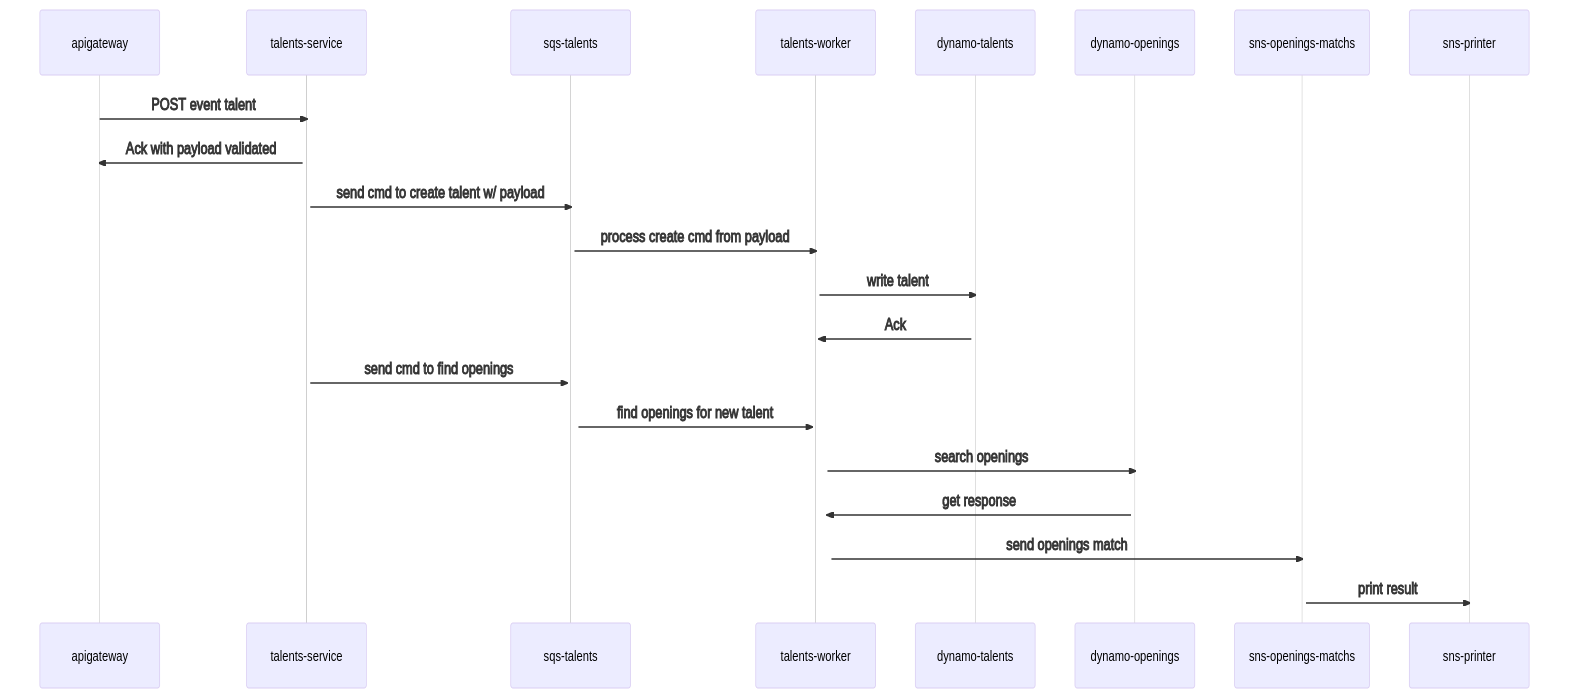 apigateway
talents-service
sqs-talents
talents-worker
dynamo-talents
dynamo-openings
sns-openings-matchs
sns-printer
POST event talent
Ack with payload validated
send cmd to create talent w/ payload
process create cmd from payload
write talent
Ack
send cmd to find openings
find openings for new talent
search openings
get response
send openings match
print result
apigateway
talents-service
sqs-talents
talents-worker
dynamo-talents
dynamo-openings
sns-openings-matchs
sns-printer